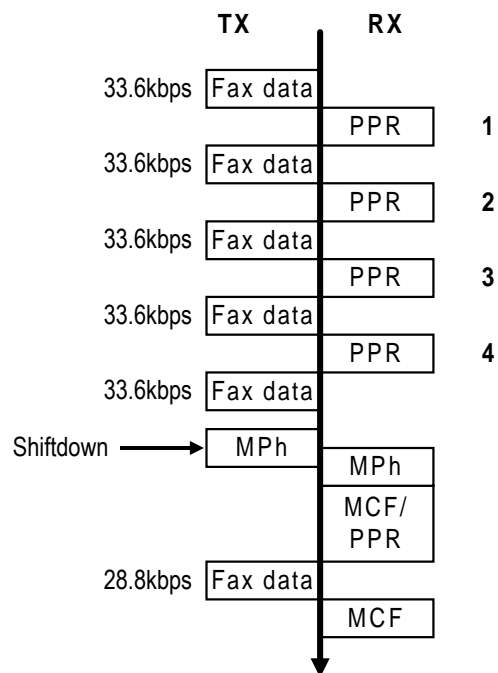 TX RX
33.6kbps Fax data
PPR 1
33.6kbps Fax data
PPR 2
33.6kbps Fax data
PPR 3
33.6kbps Fax data
PPR 4
33.6kbps Fax data
Shiftdown MPh
MPh
MCF/
PPR
28.8kbps Fax data
MCF